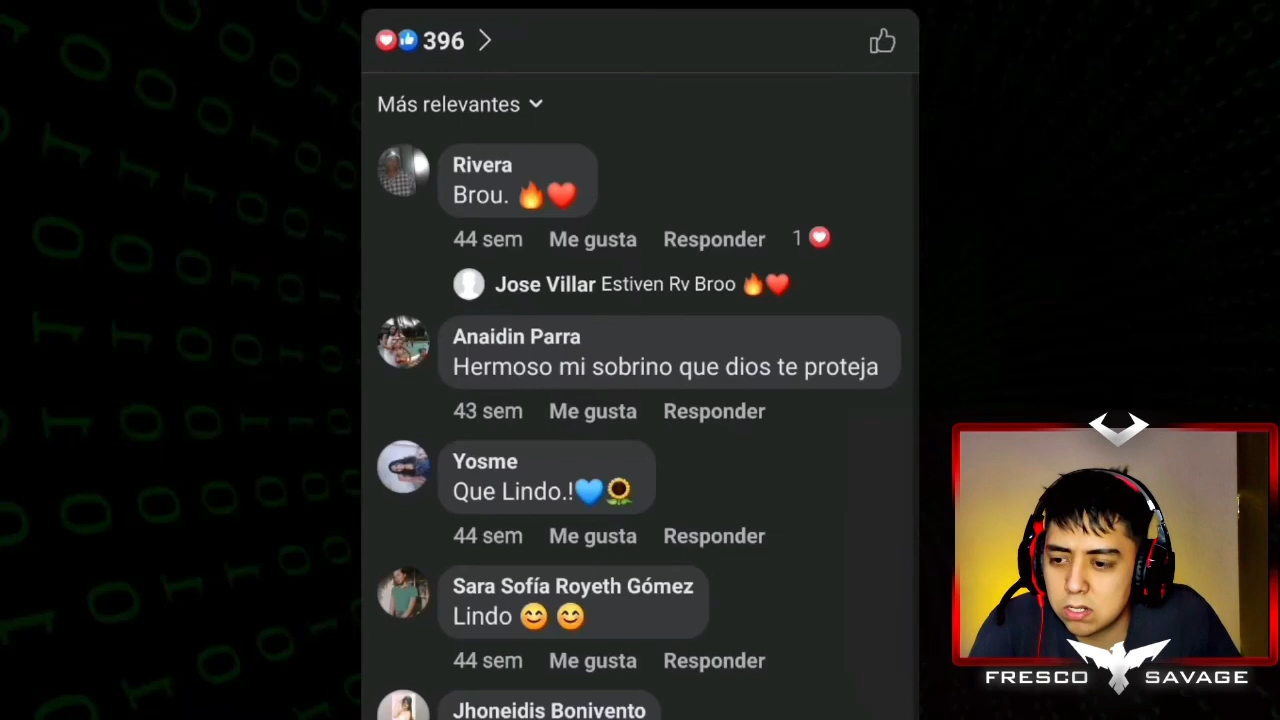 396
Más relevantes
Rivera
Brou. 🔥❤️
44 sem Me gusta Responder 1
Jose Villar Estiven Rv Broo 🔥❤️
Anaidin Parra
Hermoso mi sobrino que dios te proteja
43 sem Me gusta Responder
Yosme
Que Lindo.!💙🌻
44 sem Me gusta Responder
Sara Sofía Royeth Gómez
Lindo 😊 😊
44 sem Me gusta Responder
Jhoneidis Bonivento
FRESCO SAVAGE